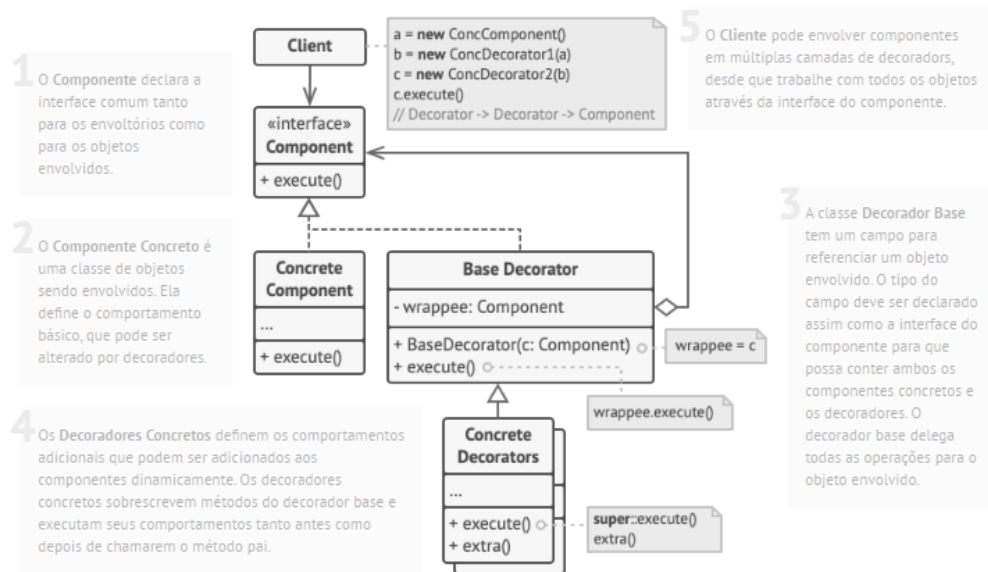 Client
a = new ConcComponent()
b = new ConcDecorator1(a)
c = new ConcDecorator2(b)
c.execute()
// Decorator -> Decorator -> Component
5
O Cliente pode envolver componentes
em múltiplas camadas de decoradors,
desde que trabalhe com todos os objetos
através da interface do componente.
1
O Componente declara a
interface comum tanto
para os envoltórios como
para os objetos
envolvidos.
«interface»
Component
+ execute()
2
O Componente Concreto é
uma classe de objetos
sendo envolvidos. Ela
define o comportamento
básico, que pode ser
alterado por decoradores.
Concrete
Component
...
+ execute()
Base Decorator
- wrappee: Component
+ BaseDecorator(c: Component)
+ execute()
wrappee = c
wrappee.execute()
3
A classe Decorador Base
tem um campo para
referenciar um objeto
envolvido. O tipo do
campo deve ser declarado
assim como a interface do
componente para que
possa conter ambos os
componentes concretos e
os decoradores. O
decorador base delega
todas as operações para o
objeto envolvido.
4
Os Decoradores Concretos definem os comportamentos
adicionais que podem ser adicionados aos
componentes dinamicamente. Os decoradores
concretos sobrescrevem métodos do decorador base e
executam seus comportamentos tanto antes como
depois de chamarem o método pai.
Concrete
Decorators
...
+ execute()
+ extra()
super::execute()
extra()